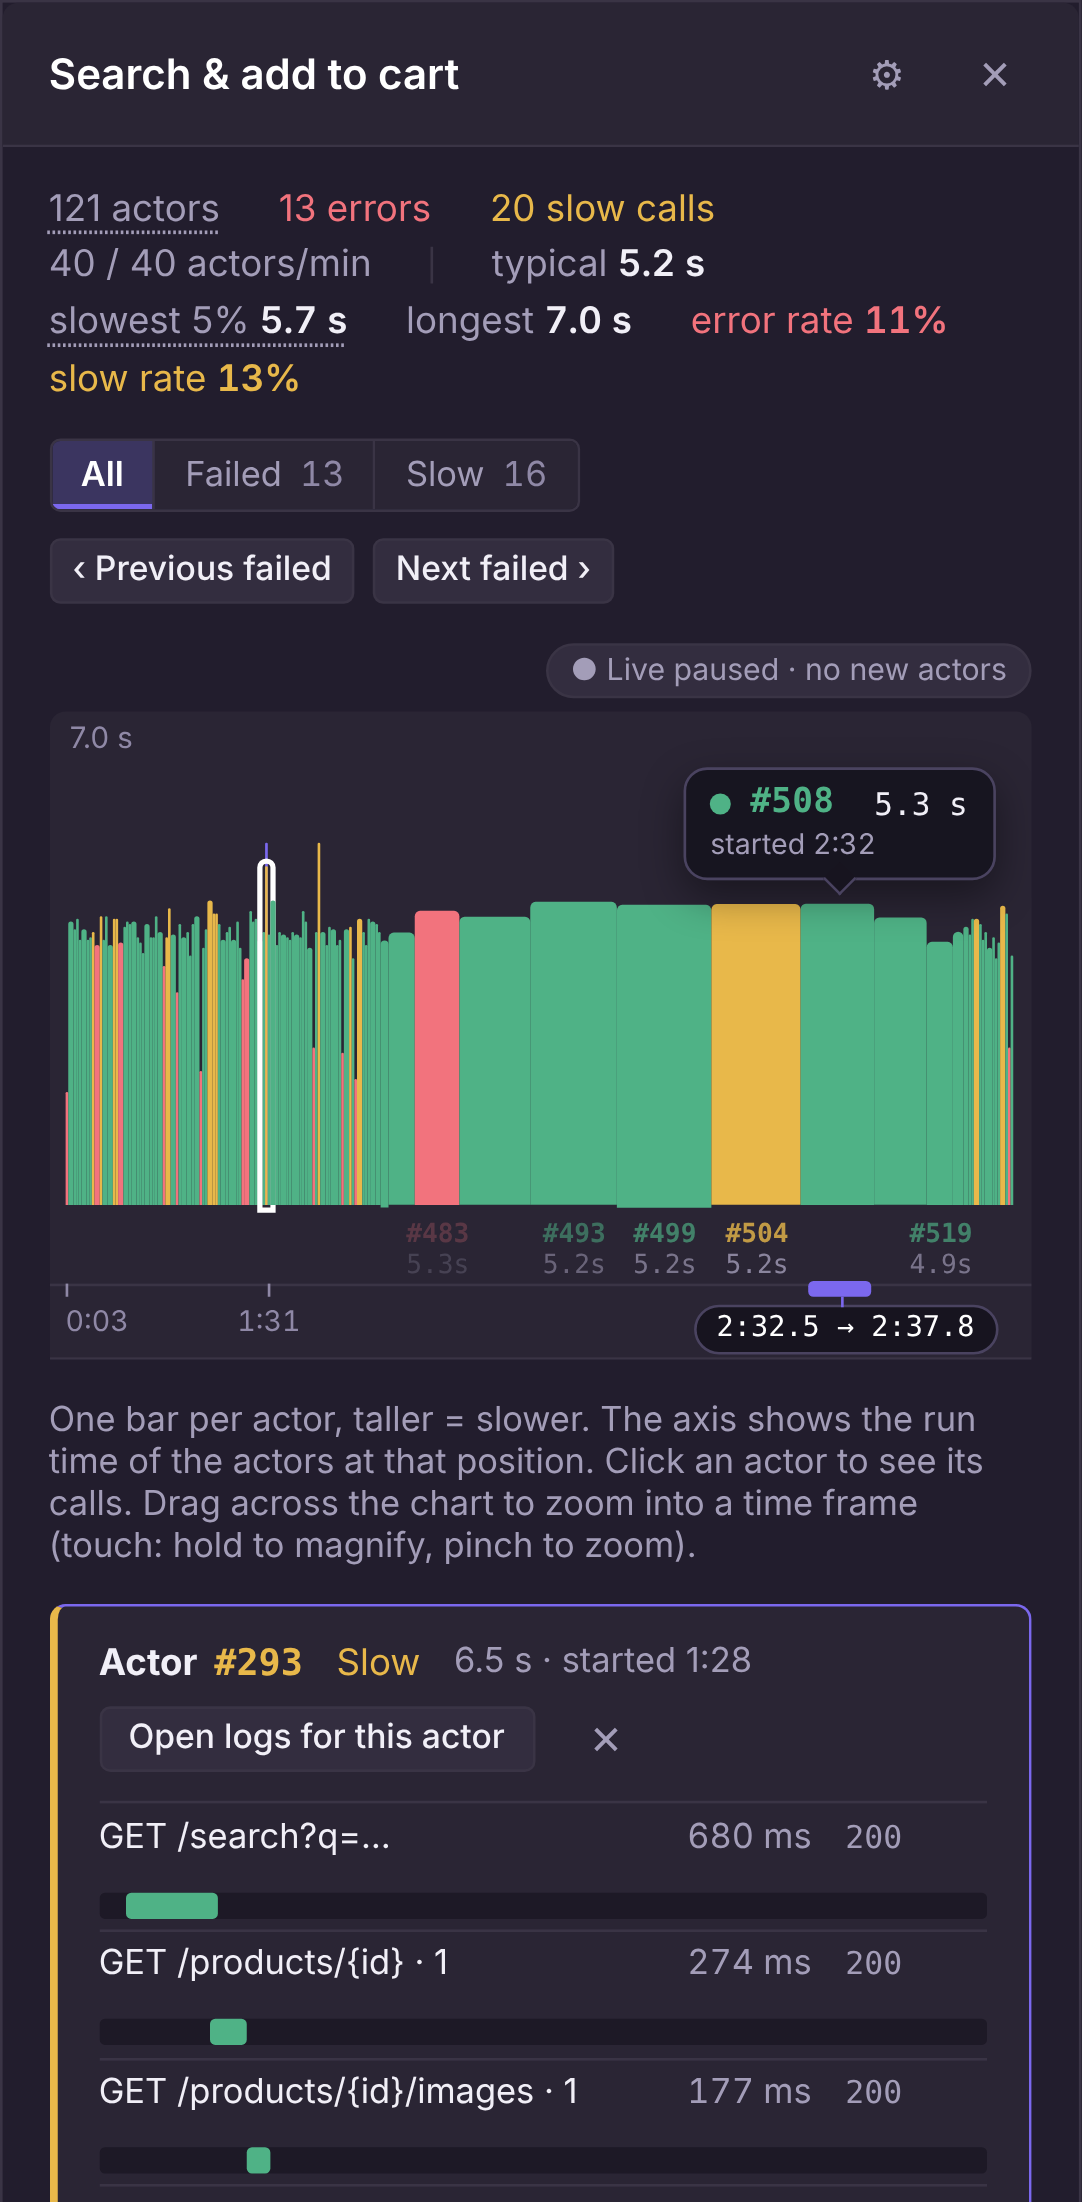 Search & add to cart ⚙ ✕
121 actors 13 errors 20 slow calls
40 / 40 actors/min typical 5.2 s
slowest 5% 5.7 s longest 7.0 s error rate 11%
slow rate 13%
All Failed 13 Slow 16
‹ Previous failed Next failed ›
Live paused · no new actors
7.0 s
#508 5.3 s
started 2:32
#483 #493 #499 #504 #519
5.3s 5.2s 5.2s 5.2s 4.9s
0:03 1:31 2:32.5 → 2:37.8
One bar per actor, taller = slower. The axis shows the run
time of the actors at that position. Click an actor to see its
calls. Drag across the chart to zoom into a time frame
(touch: hold to magnify, pinch to zoom).
Actor #293 Slow 6.5 s · started 1:28
Open logs for this actor ✕
GET /search?q=... 680 ms 200
GET /products/{id} · 1 274 ms 200
GET /products/{id}/images · 1 177 ms 200